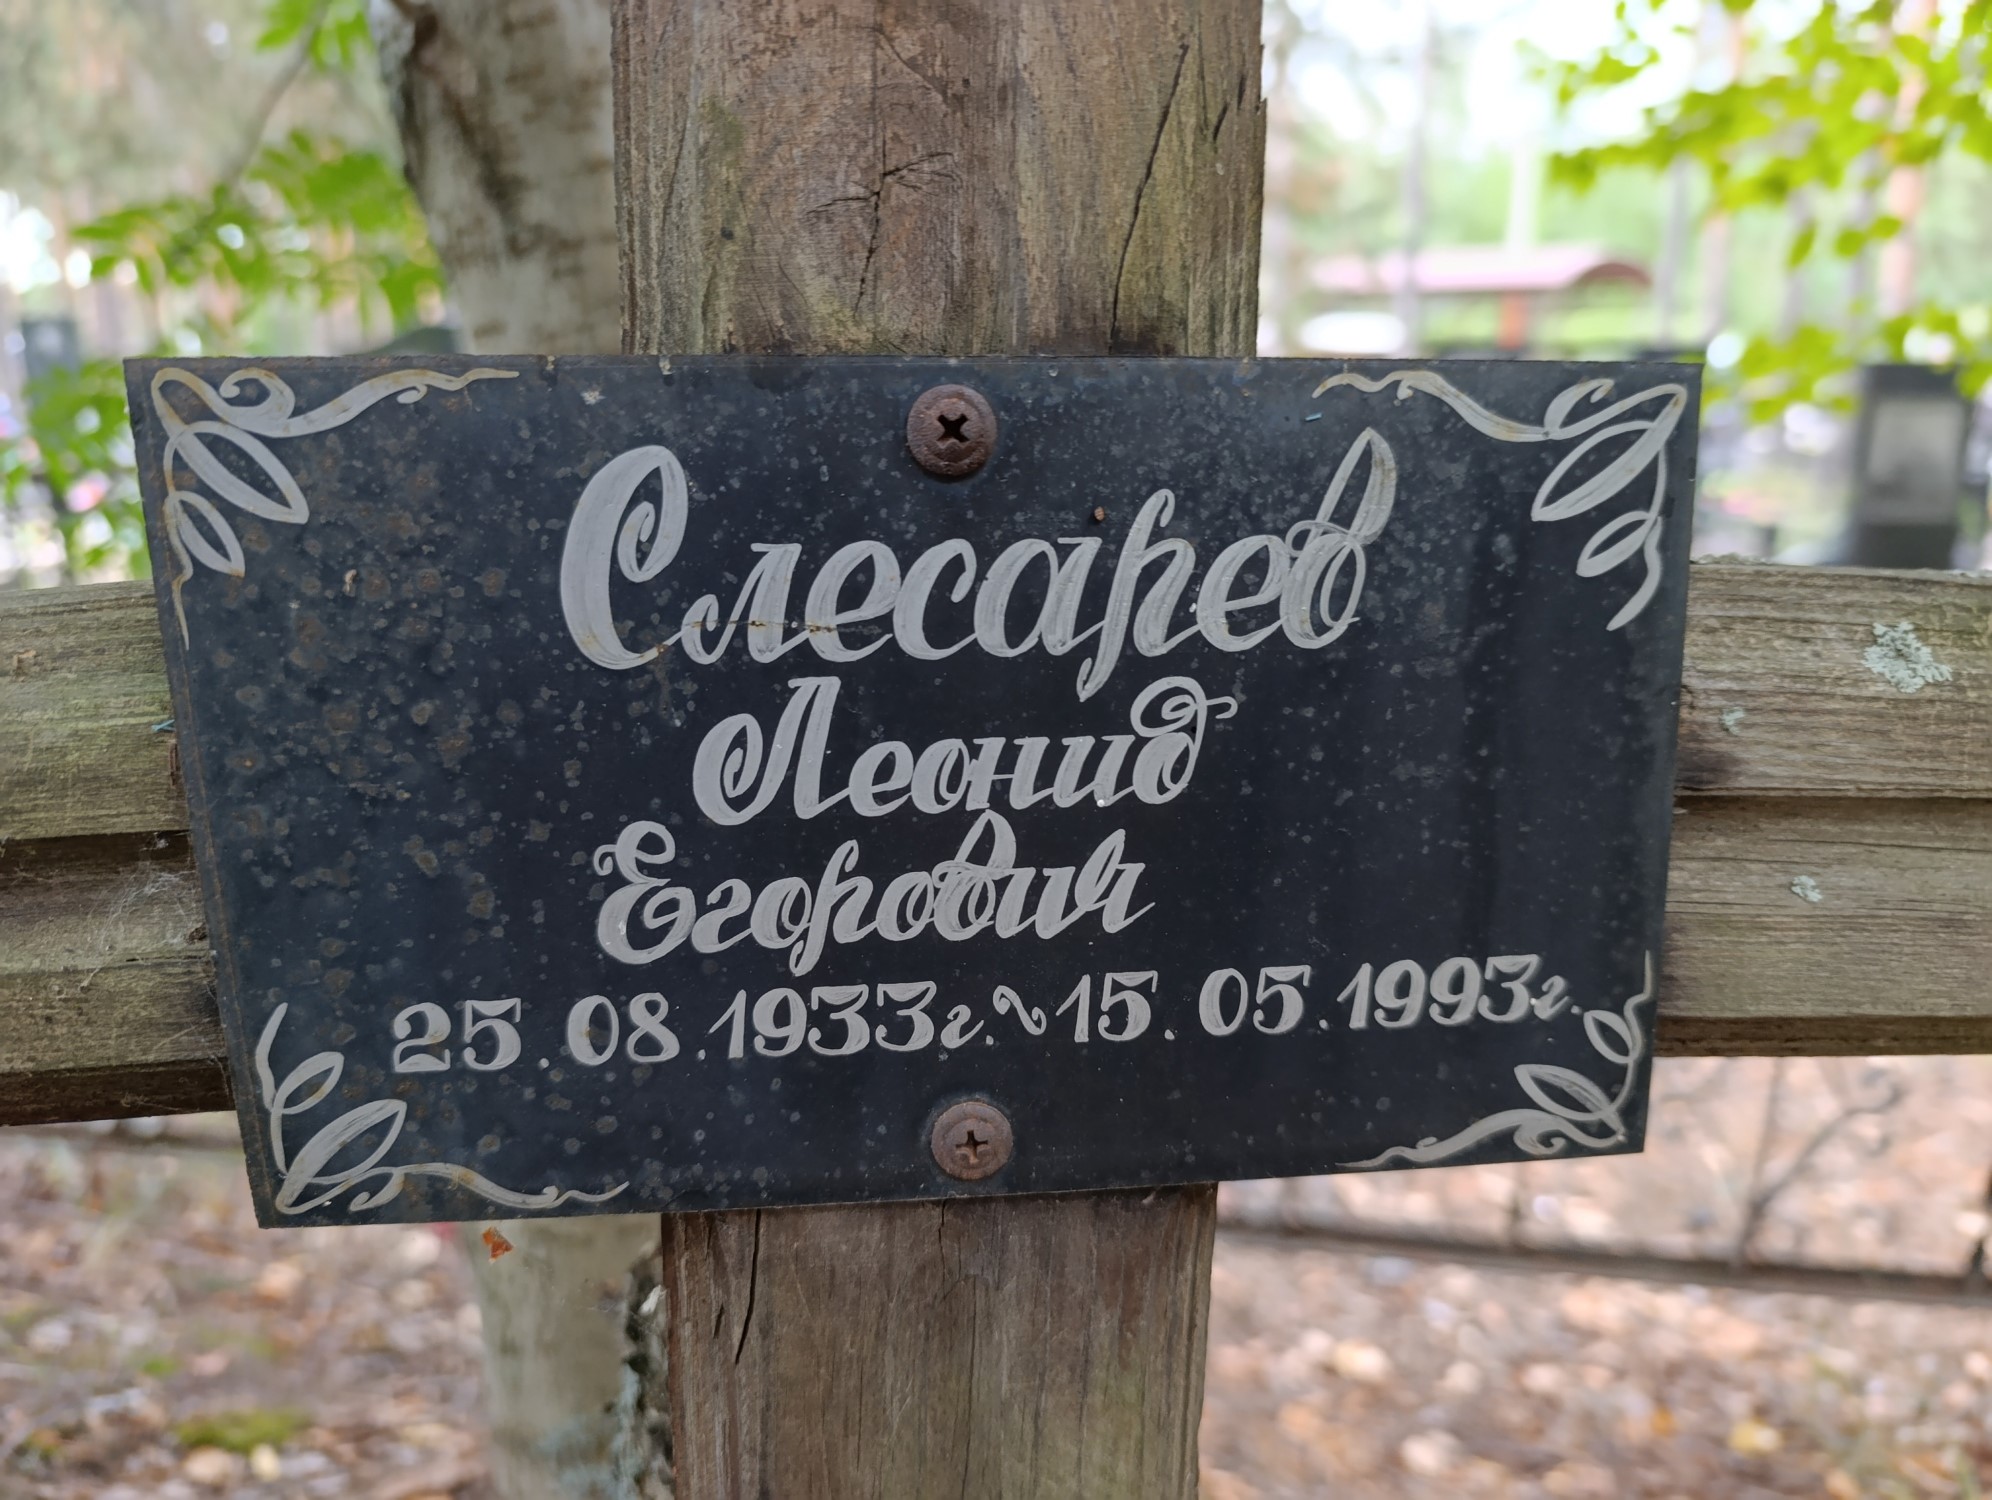 Слесарев
Леонид
Егорович
25.08.1933г. ~ 15.05.1993г.